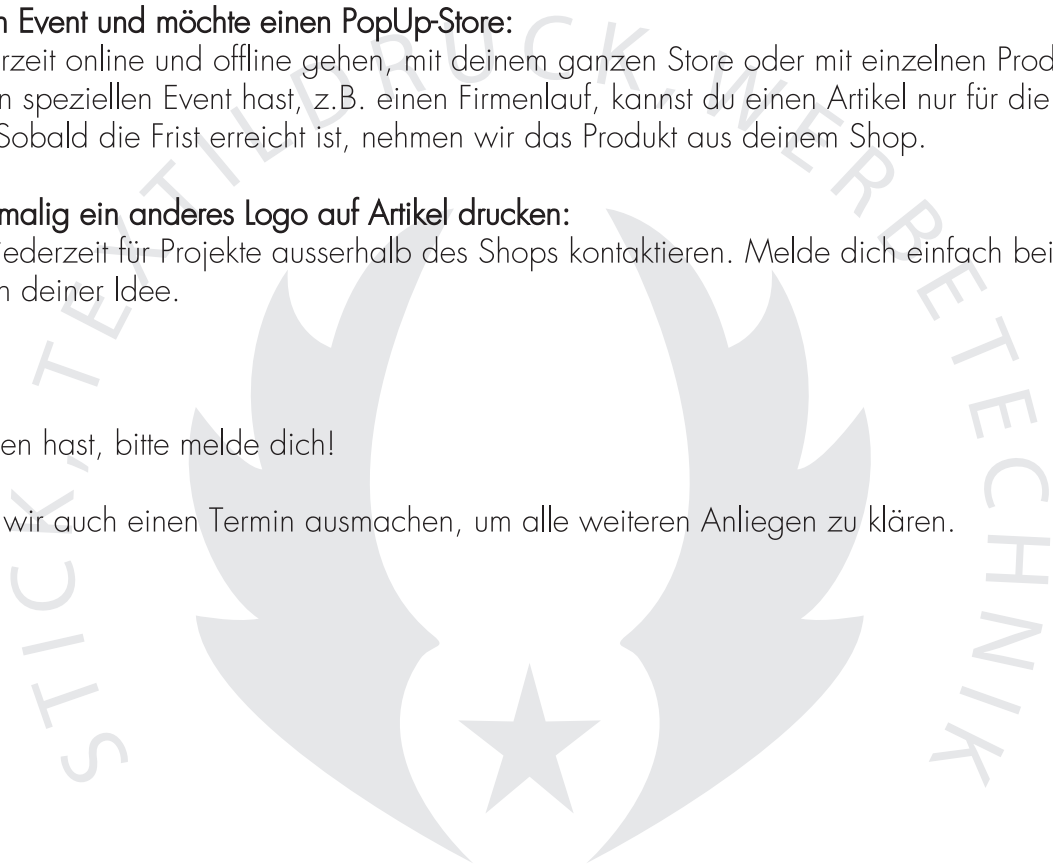 n Event und möchte einen PopUp-Store:
rzeit online und offline gehen, mit deinem ganzen Store oder mit einzelnen Prod
n speziellen Event hast, z.B. einen Firmenlauf, kannst du einen Artikel nur für die
Sobald die Frist erreicht ist, nehmen wir das Produkt aus deinem Shop.
malig ein anderes Logo auf Artikel drucken:
jederzeit für Projekte ausserhalb des Shops kontaktieren. Melde dich einfach bei
n deiner Idee.
en hast, bitte melde dich!
wir auch einen Termin ausmachen, um alle weiteren Anliegen zu klären.
STICK, TEXTILDRUCK, WERBETECHNIK